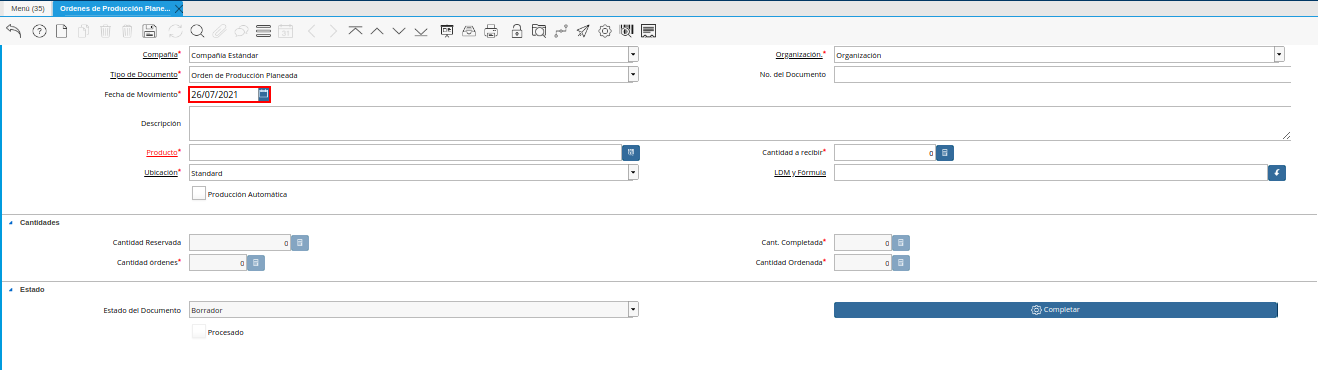 Menú (35) Ordenes de Producción Plane...
Compañía* Compañía Estándar Organización.* Organización
Tipo de Documento* Orden de Producción Planeada No. del Documento
Fecha de Movimiento* 26/07/2021
Descripción
Producto* Cantidad a recibir* 0
Ubicación* Standard LDM y Fórmula
Producción Automática
Cantidades
Cantidad Reservada 0 Cant. Completada* 0
Cantidad órdenes* 0 Cantidad Ordenada* 0
Estado
Estado del Documento Borrador Completar
Procesado